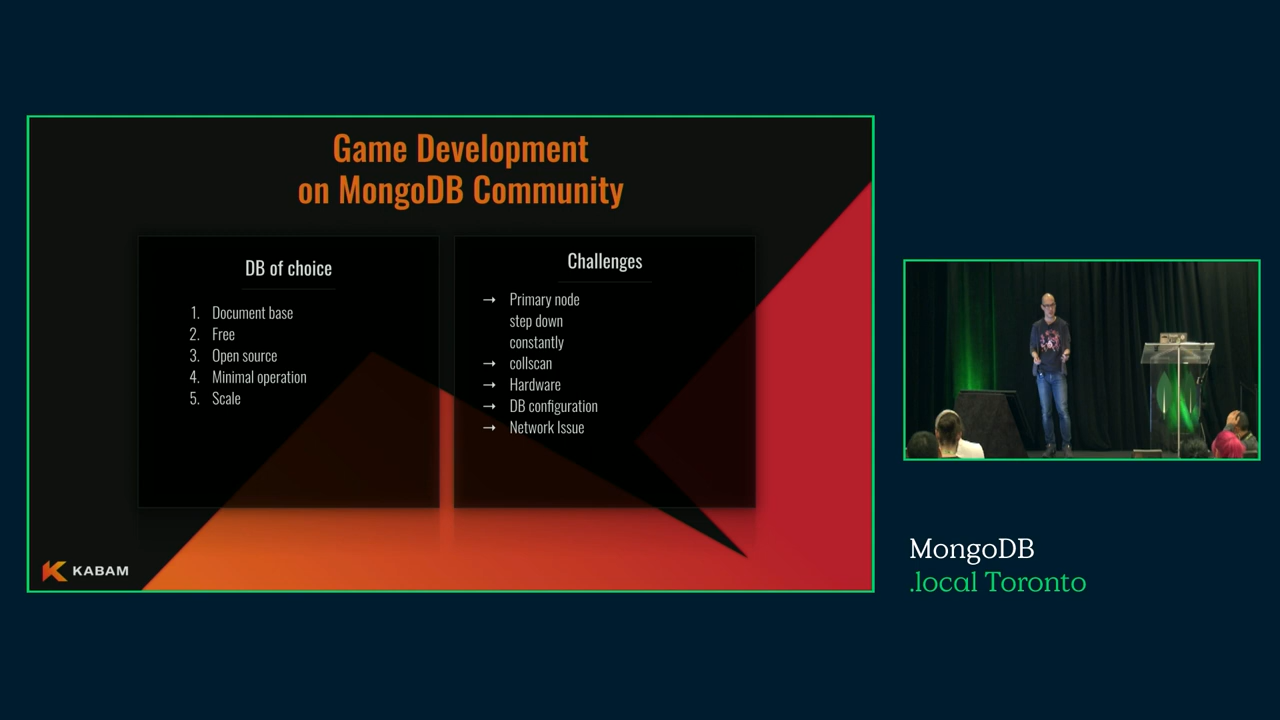 Game Development
on MongoDB Community
DB of choice
1. Document base
2. Free
3. Open source
4. Minimal operation
5. Scale
Challenges
→ Primary node
step down
constantly
→ collscan
→ Hardware
→ DB configuration
→ Network Issue
KABAM
MongoDB
.local Toronto